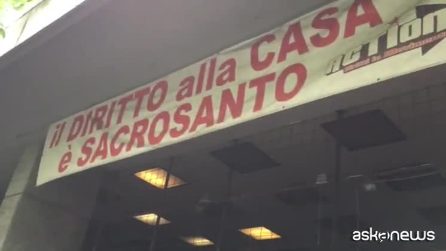 il DIRITTO alla CASA
è SACROSANTO
ACTION
askanews